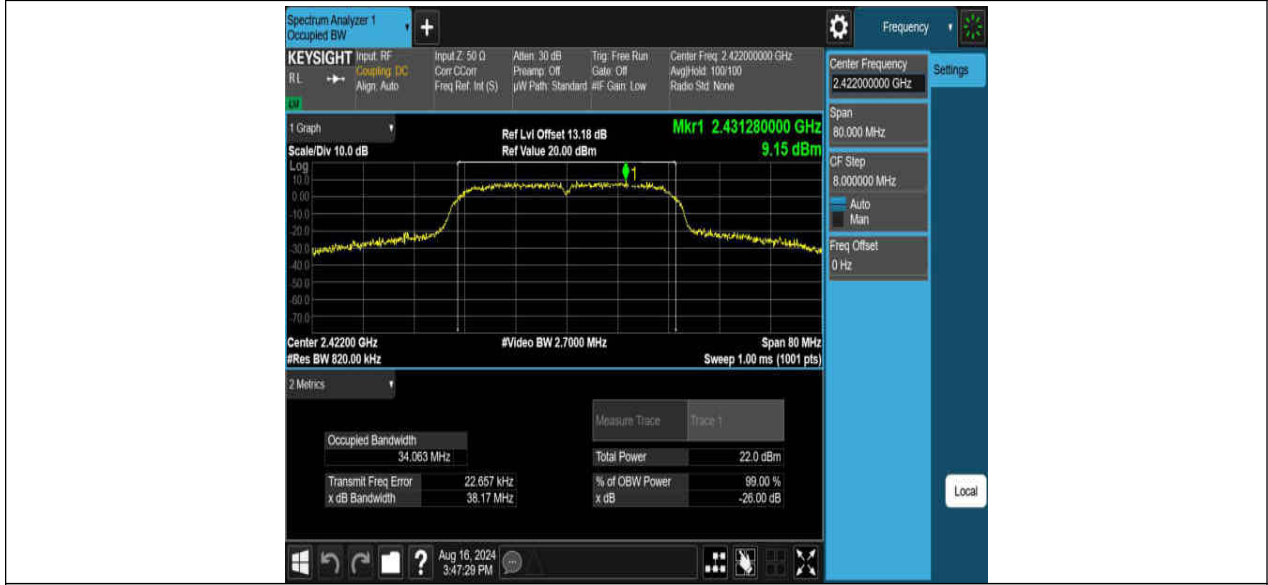 Spectrum Analyzer 1
Occupied BW
+
Frequency
KEYSIGHT Input: RF Input Z: 50 Ω Atten: 30 dB Trig: Free Run Center Freq: 2.422000000 GHz
RL Coupling: DC Corr CCorr Preamp: Off Gate: Off Avg|Hold: 100/100
Align: Auto Freq Ref: Int (S) µW Path: Standard #IF Gain: Low Radio Std: None
Center Frequency
2.422000000 GHz
Settings
Span
80.000 MHz
CF Step
8.000000 MHz
Auto
Man
Freq Offset
0 Hz
1 Graph
Ref Lvl Offset 13.18 dB
Mkr1 2.431280000 GHz
Scale/Div 10.0 dB
Ref Value 20.00 dBm
9.15 dBm
Log
10.0
0.00
-10.0
-20.0
-30.0
-40.0
-50.0
-60.0
-70.0
1
Center 2.42200 GHz
#Video BW 2.7000 MHz
Span 80 MHz
#Res BW 820.00 kHz
Sweep 1.00 ms (1001 pts)
2 Metrics
Measure Trace Trace 1
Occupied Bandwidth
34.063 MHz
Total Power 22.0 dBm
Transmit Freq Error 22.657 kHz
% of OBW Power 99.00 %
x dB Bandwidth 38.17 MHz
x dB -26.00 dB
Local
? Aug 16, 2024
3:47:29 PM